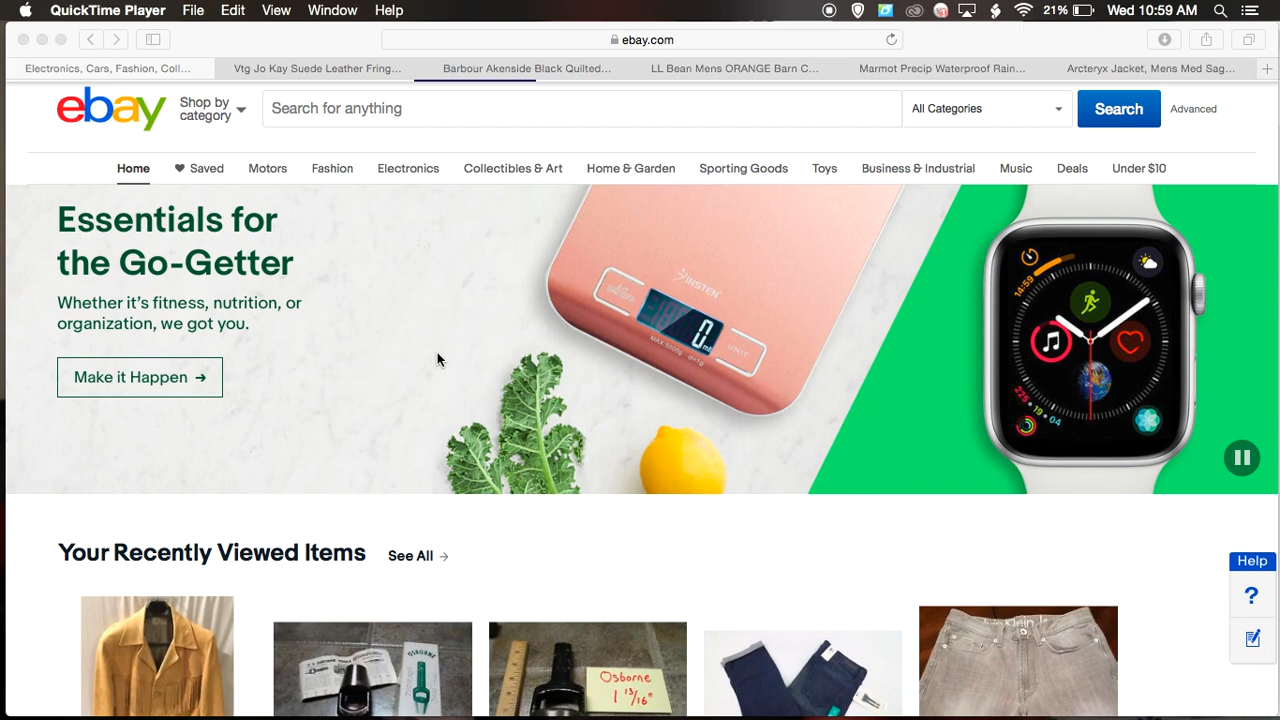 QuickTime Player File Edit View Window Help 21% Wed 10:59 AM
ebay.com
Electronics, Cars, Fashion, Coll... Vtg Jo Kay Suede Leather Fring... Barbour Akenside Black Quilted... LL Bean Mens ORANGE Barn C... Marmot Precip Waterproof Rain... Arcteryx Jacket, Mens Med Sag...
ebay Shop by category Search for anything All Categories Search Advanced
Home Saved Motors Fashion Electronics Collectibles & Art Home & Garden Sporting Goods Toys Business & Industrial Music Deals Under $10
Essentials for
the Go-Getter
Whether it's fitness, nutrition, or
organization, we got you.
Make it Happen →
INSTEN
0
UNIT
14:59
Your Recently Viewed Items See All →
Help
?
Osborne
1 13/16"